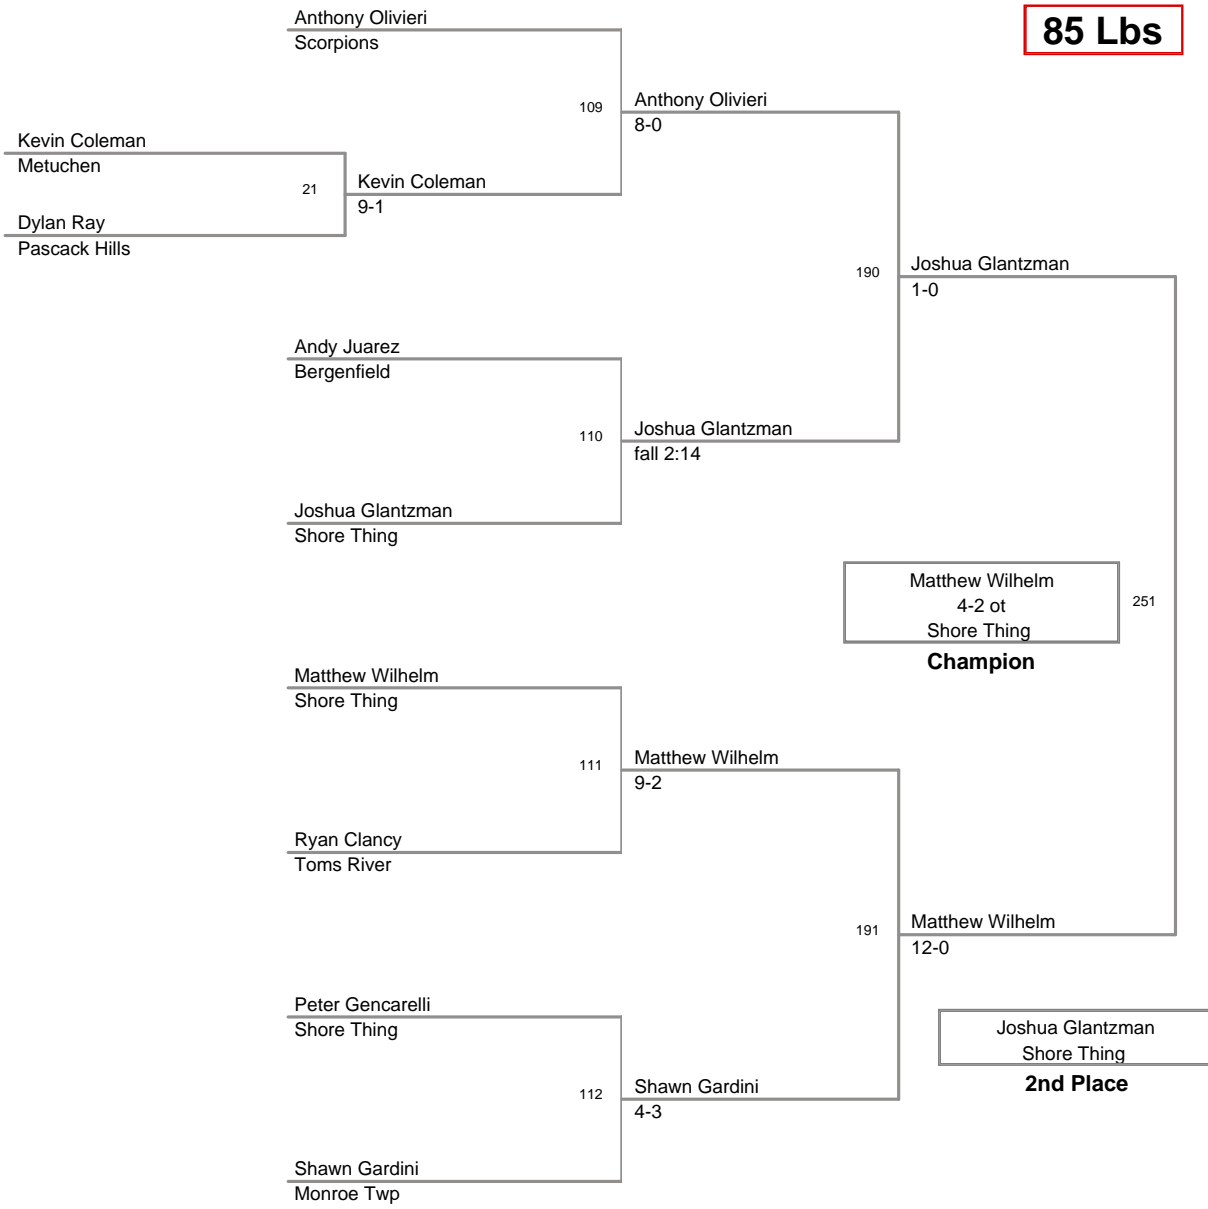 Anthony Olivieri
Scorpions
85 Lbs
109
Anthony Olivieri
8-0
Kevin Coleman
Metuchen
21
Kevin Coleman
9-1
Dylan Ray
Pascack Hills
190
Joshua Glantzman
1-0
Andy Juarez
Bergenfield
110
Joshua Glantzman
fall 2:14
Joshua Glantzman
Shore Thing
Matthew Wilhelm
4-2 ot
Shore Thing
251
Champion
Matthew Wilhelm
Shore Thing
111
Matthew Wilhelm
9-2
Ryan Clancy
Toms River
191
Matthew Wilhelm
12-0
Peter Gencarelli
Shore Thing
Joshua Glantzman
Shore Thing
2nd Place
112
Shawn Gardini
4-3
Shawn Gardini
Monroe Twp